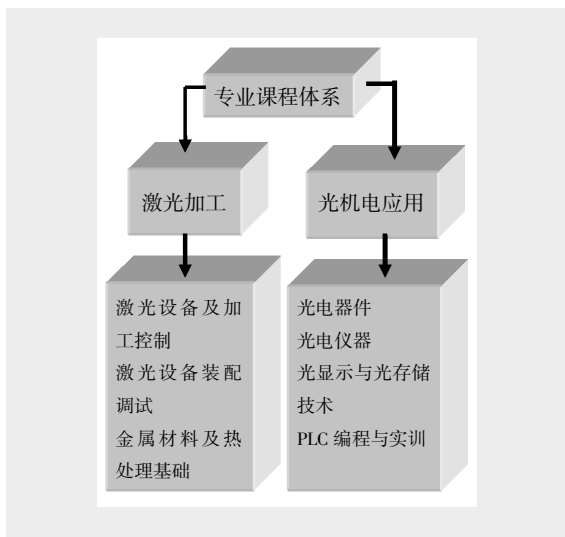 专业课程体系
激光加工
光机电应用
激光设备及加
工控制
激光设备装配
调试
金属材料及热
处理基础
光电器件
光电仪器
光显示与光存储
技术
PLC 编程与实训